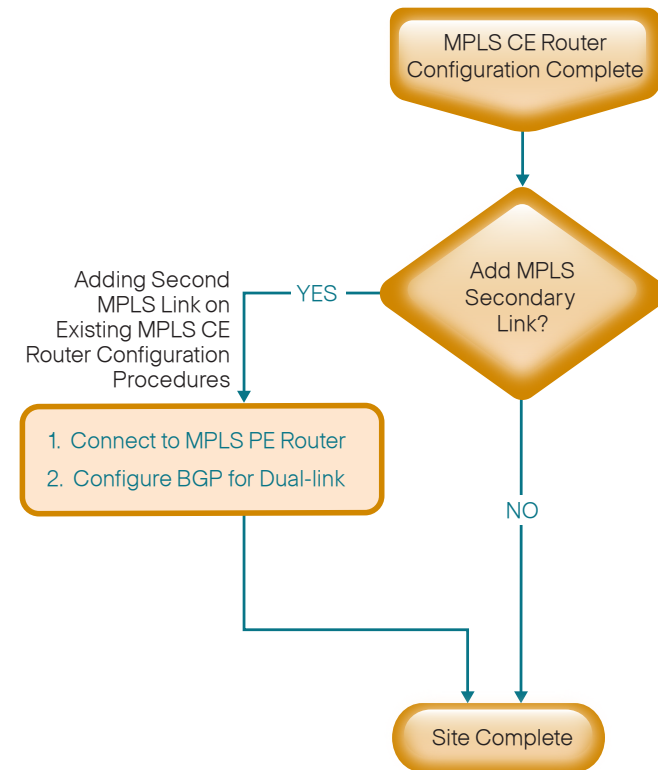 MPLS CE Router
Configuration Complete
Add MPLS
Secondary
Link?
YES
Adding Second
MPLS Link on
Existing MPLS CE
Router Configuration
Procedures
1. Connect to MPLS PE Router
2. Configure BGP for Dual-link
NO
Site Complete